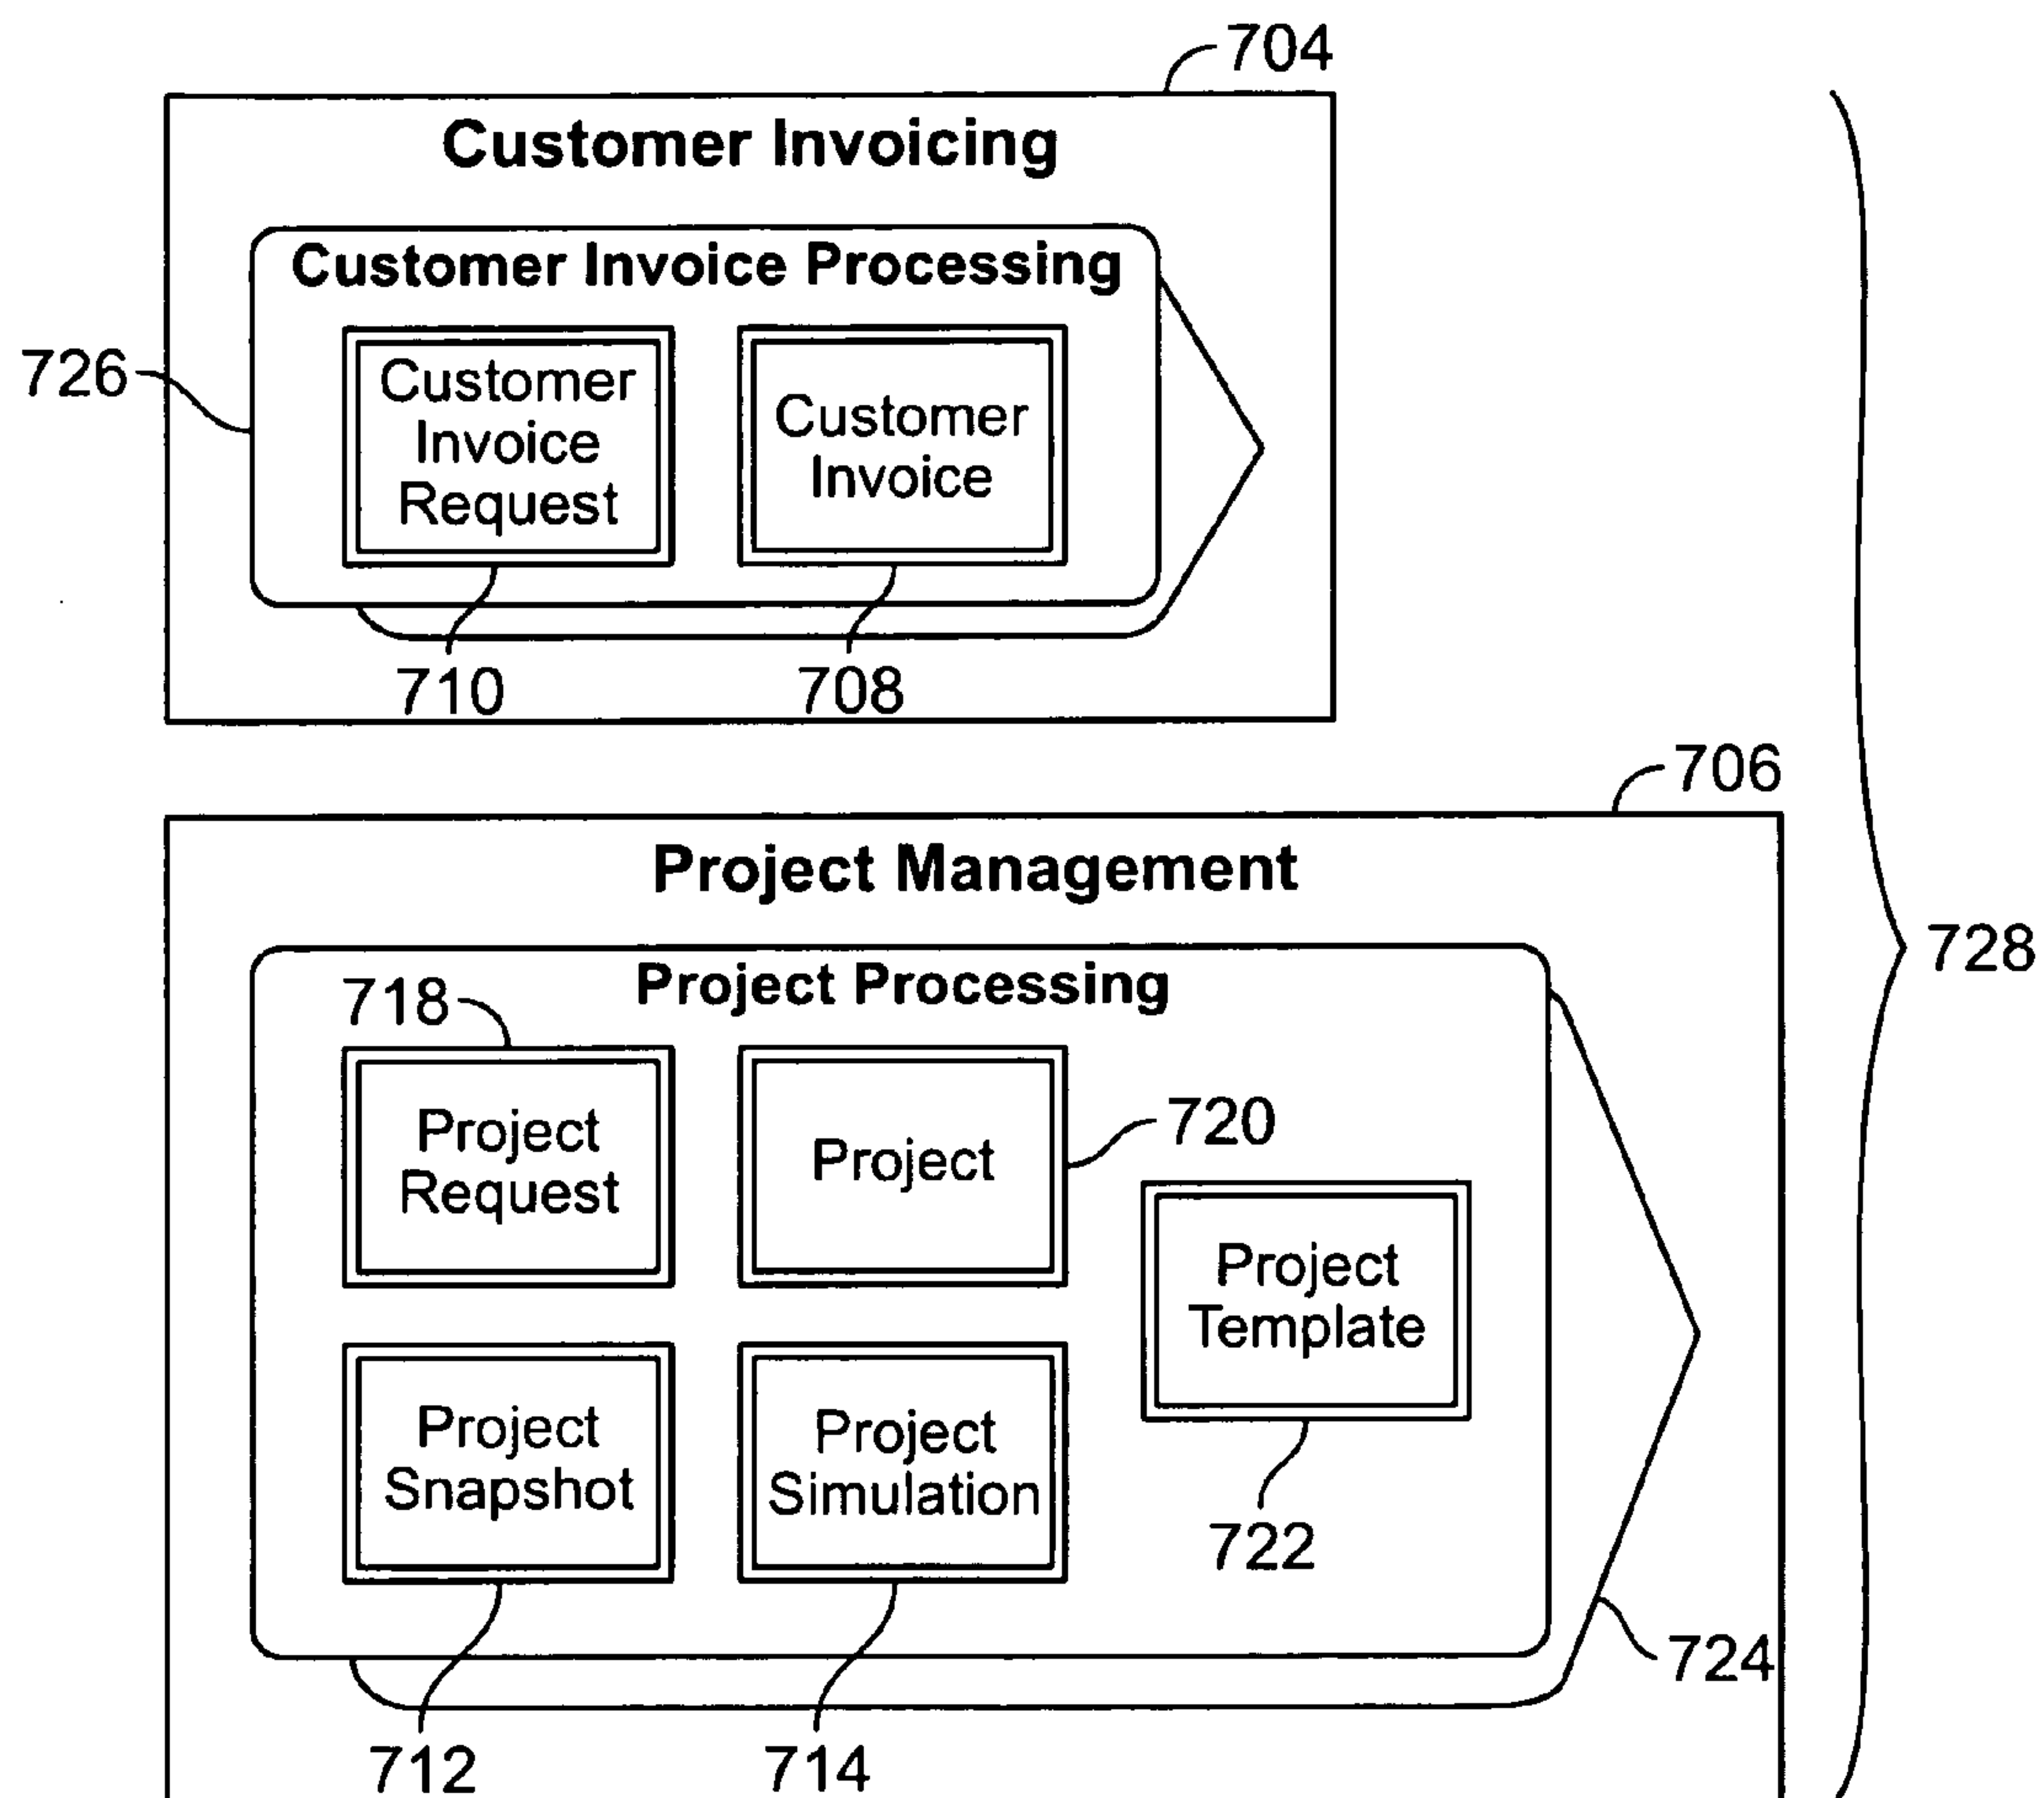 704
Customer Invoicing
Customer Invoice Processing
726
Customer
Invoice
Request
Customer
Invoice
710
708
706
Project Management
728
Project Processing
718
Project
Request
Project
720
Project
Template
Project
Snapshot
Project
Simulation
722
724
712
714